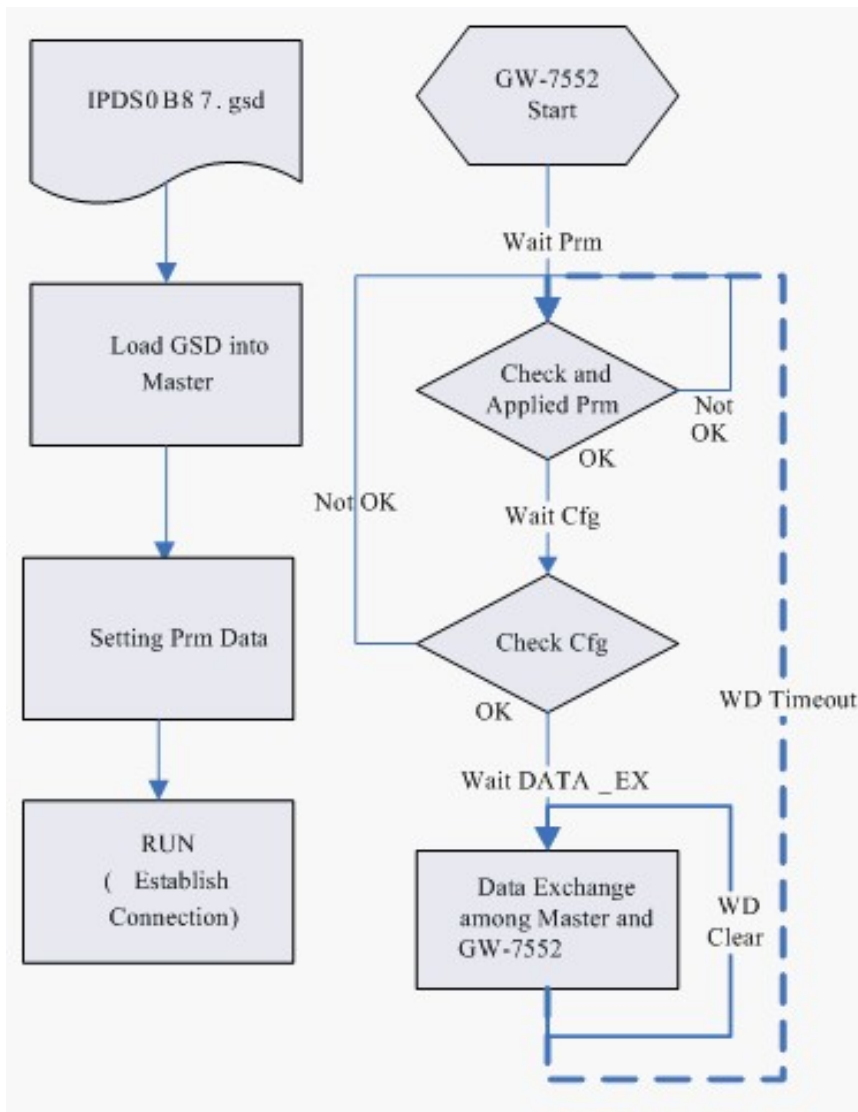 IPDS0B87.gsd
Load GSD into
Master
Setting Prm Data
RUN
( Establish
Connection)
GW-7552
Start
Wait Prm
Check and
Applied Prm
Not
OK
OK
Wait Cfg
Not OK
Check Cfg
OK
WD Timeout
Wait DATA _EX
Data Exchange
among Master and
GW-7552
WD
Clear